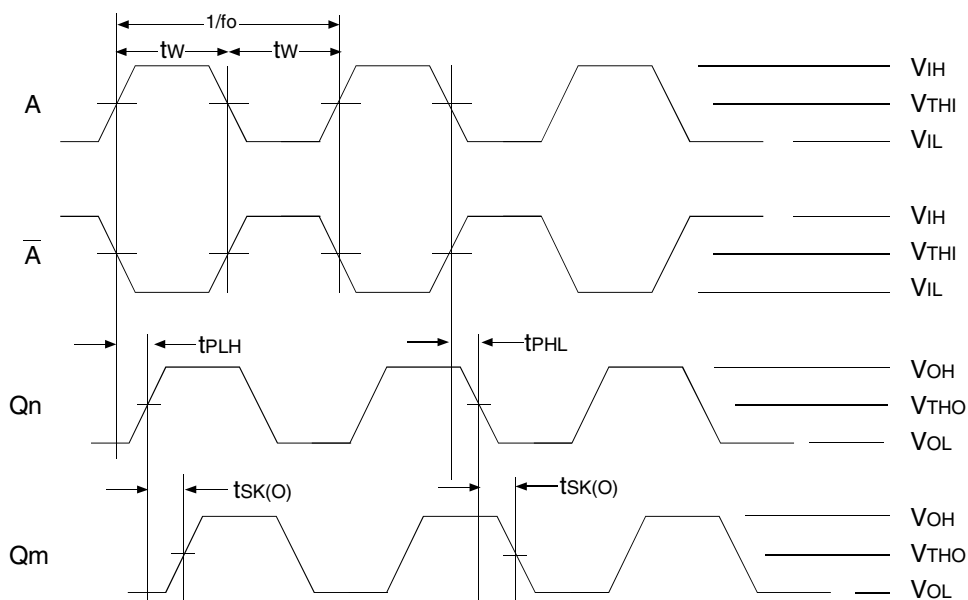 1/fo
tW tW
VIH
A VTHI
VIL
VIH
A̅ VTHI
VIL
tPLH tPHL
VOH
Qn VTHO
VOL
tSK(O) tSK(O)
VOH
Qm VTHO
VOL